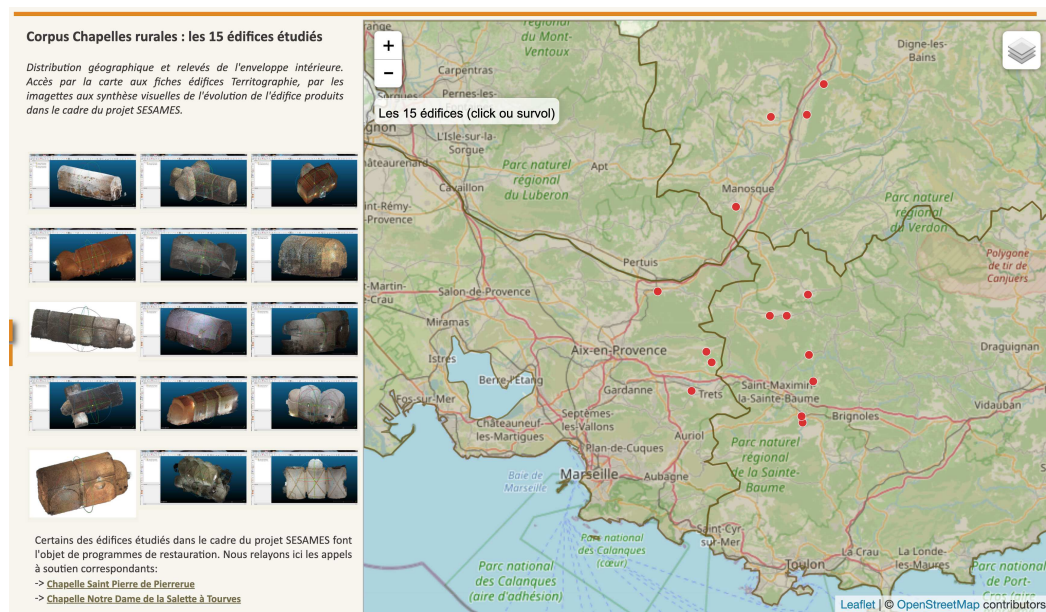 Corpus Chapelles rurales : les 15 édifices étudiés
Distribution géographique et relevés de l'enveloppe intérieure.
Accès par la carte aux fiches édifices Territographie, par les
imagettes aux synthèse visuelles de l'évolution de l'édifice produits
dans le cadre du projet SESAMES.
Certains des édifices étudiés dans le cadre du projet SESAMES font
l'objet de programmes de restauration. Nous relayons ici les appels
à soutien correspondants:
-> Chapelle Saint Pierre de Pierrerue
-> Chapelle Notre Dame de la Salette à Tourves
+
−
Les 15 édifices (click ou survol)
régional
du Mont-
Ventoux
Digne-les-
Bains
Carpentras
Pernes-les-
L'Isle-sur-la-
Sorgue
Parc naturel
régional
du Luberon
Apt
Cavaillon
Manosque
Parc naturel
régional
du Verdon
Pertuis
Polygone
de tir de
Canjuers
Salon-de-Provence
Miramas
Istres
Berre-l'Étang
Aix-en-Provence
Gardanne
Trets
Saint-Maximin-
la-Sainte-Baume
Draguignan
Brignoles
Vidauban
Fos-sur-Mer
Septèmes-
les-Vallons
Châteauneuf-
les-Martigues
Auriol
Plan-de-Cuques
Parc naturel
régional
de la Sainte-
Baume
Baie de
Marseille
Marseille
Aubagne
Saint-Cyr-
sur-Mer
Parc national
des Calanques
(cœur)
Parc national
des Calanques
(aire d'adhésion)
Toulon
La Crau
La Londe-
les-Maures
Parc national
de Port-
Leaflet | © OpenStreetMap contributors